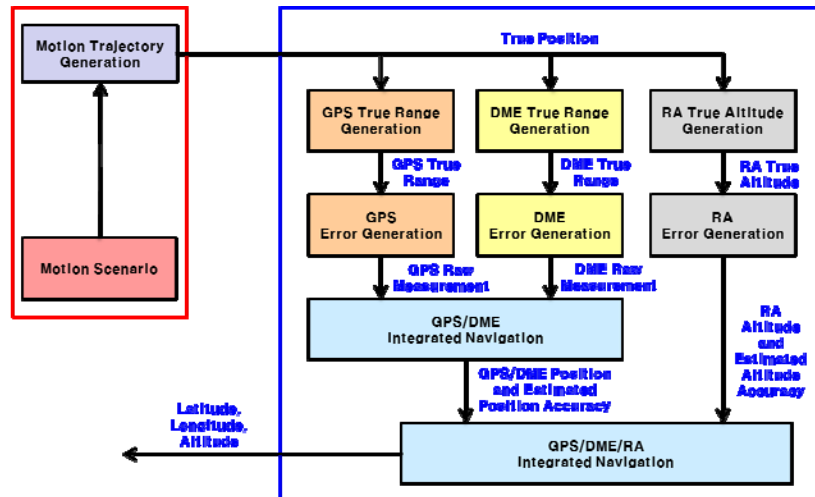 Motion Trajectory
Generation
True Position
GPS True Range
Generation
DME True Range
Generation
RA True Altitude
Generation
GPS True
Range
DME True
Range
RA True
Altitude
GPS
Error Generation
DME
Error Generation
RA
Error Generation
Motion Scenario
GPS Raw
Measurement
DME Raw
Measurement
GPS/DME
Integrated Navigation
RA
Altitude
and
Estimated
Altitude
Accuracy
GPS/DME Position
and Estimated
Position Accuracy
Latitude,
Longitude,
Altitude
GPS/DME/RA
Integrated Navigation